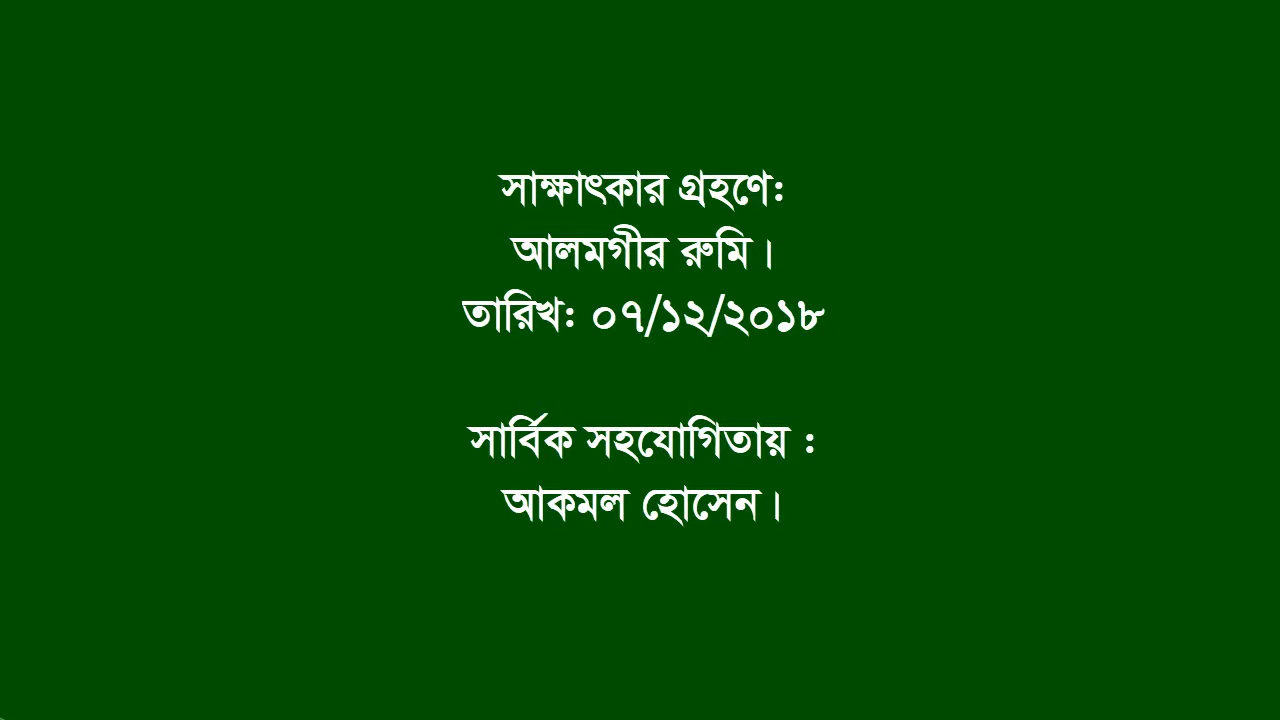 সাক্ষাৎকার গ্রহণে:
আলমগীর রুমি।
তারিখ: ০৭/১২/২০১৮
সার্বিক সহযোগিতায় :
আকমল হোসেন।